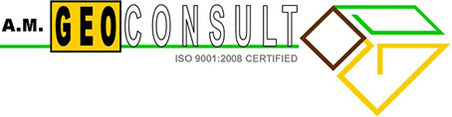 A.M. GEO CONSULT
ISO 9001:2008 CERTIFIED